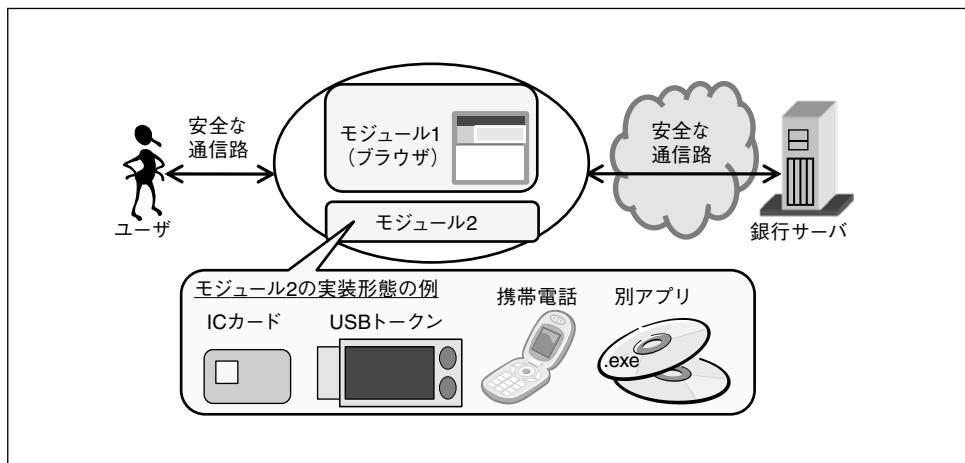 安全な
通信路
モジュール1
（ブラウザ）
安全な
通信路
ユーザ
モジュール2
銀行サーバ
モジュール2の実装形態の例
携帯電話
別アプリ
ICカード
USBトークン
.exe